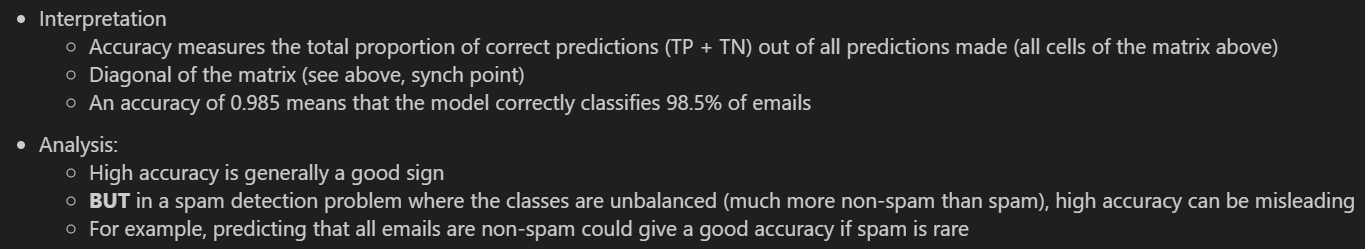 • Interpretation
◦ Accuracy measures the total proportion of correct predictions (TP + TN) out of all predictions made (all cells of the matrix above)
◦ Diagonal of the matrix (see above, synch point)
◦ An accuracy of 0.985 means that the model correctly classifies 98.5% of emails
• Analysis:
◦ High accuracy is generally a good sign
◦ BUT in a spam detection problem where the classes are unbalanced (much more non-spam than spam), high accuracy can be misleading
◦ For example, predicting that all emails are non-spam could give a good accuracy if spam is rare